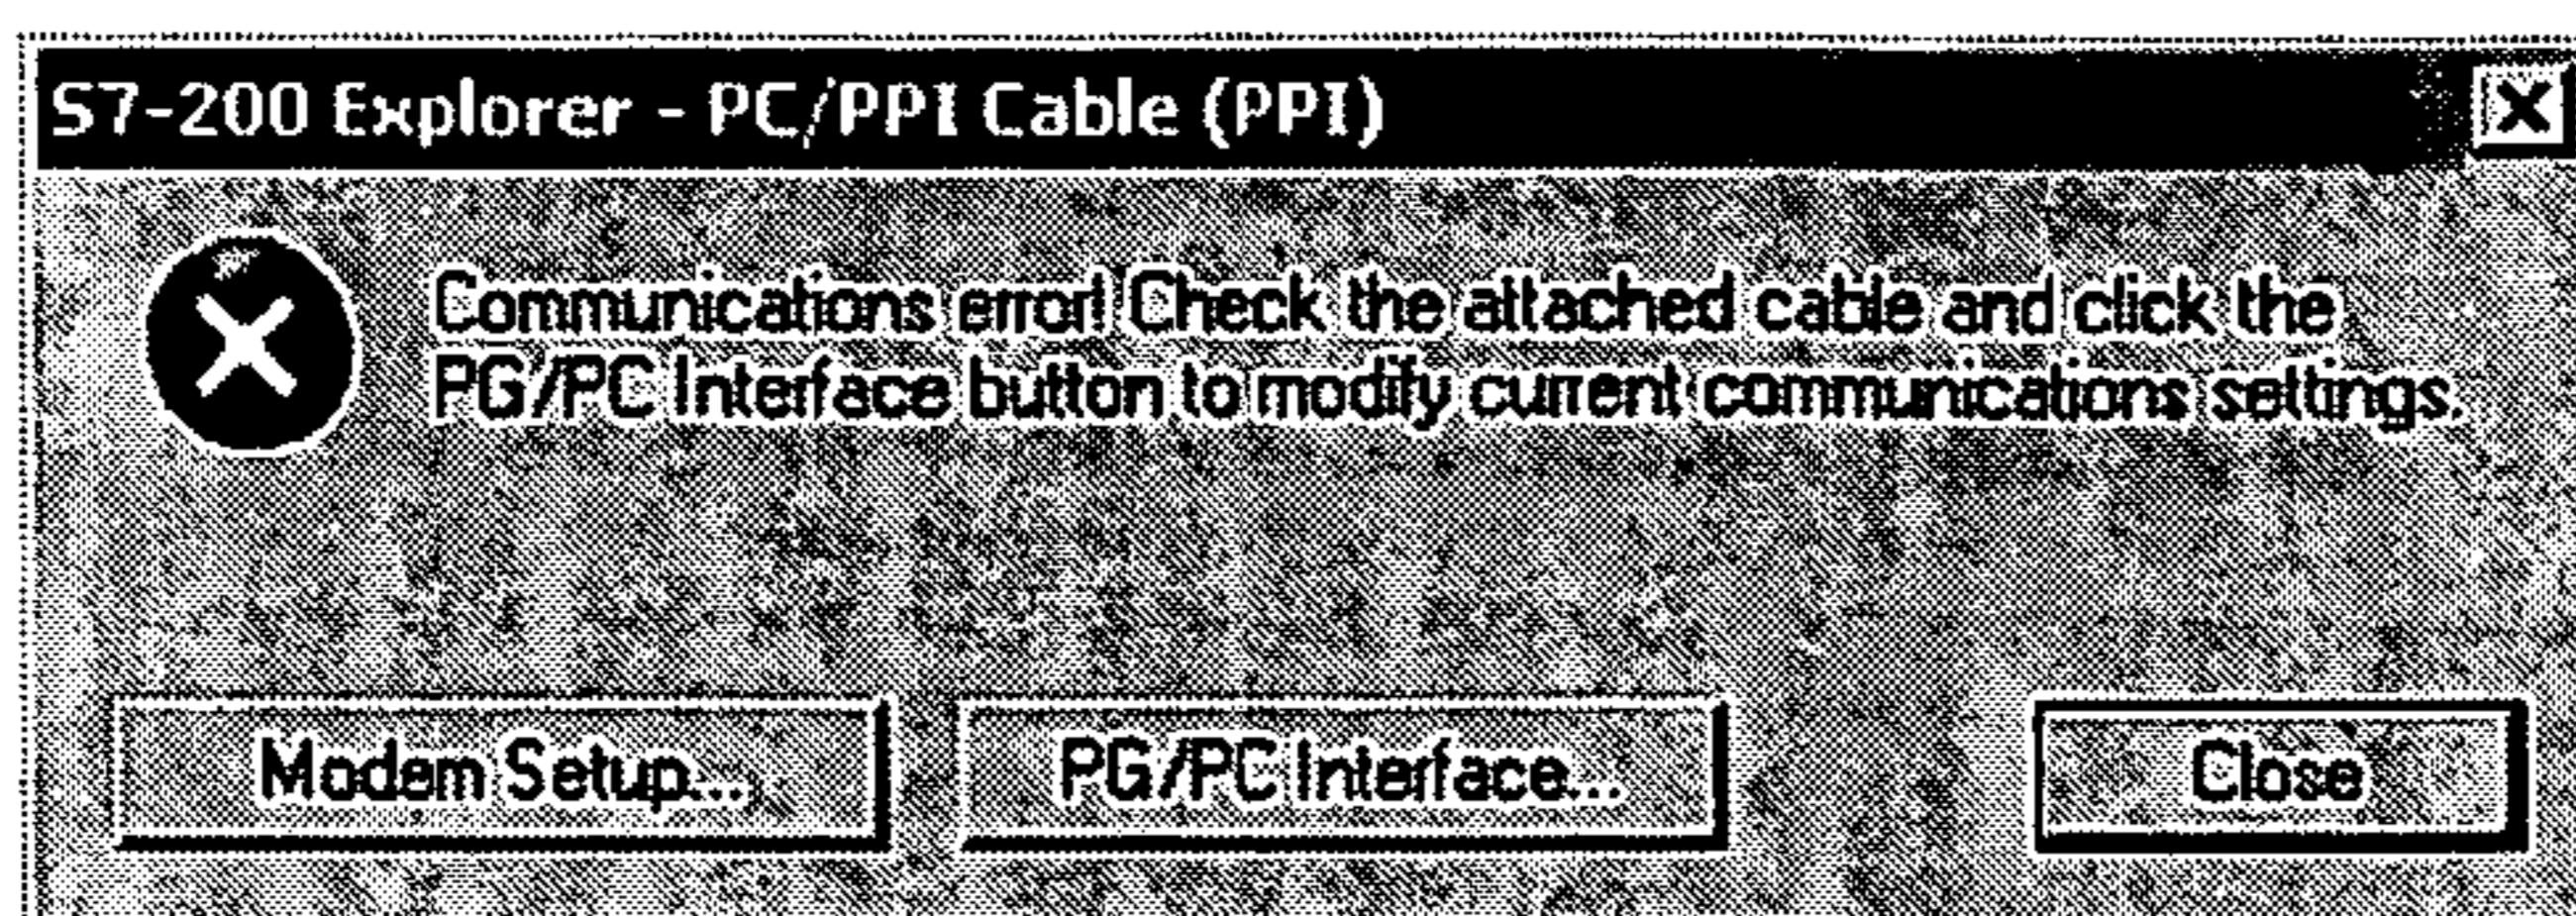 S7-200 Explorer - PC/PPI Cable (PPI)
Communications error! Check the attached cable and click the
PG/PC Interface button to modify current communications settings.
Modem Setup...
PG/PC Interface...
Close